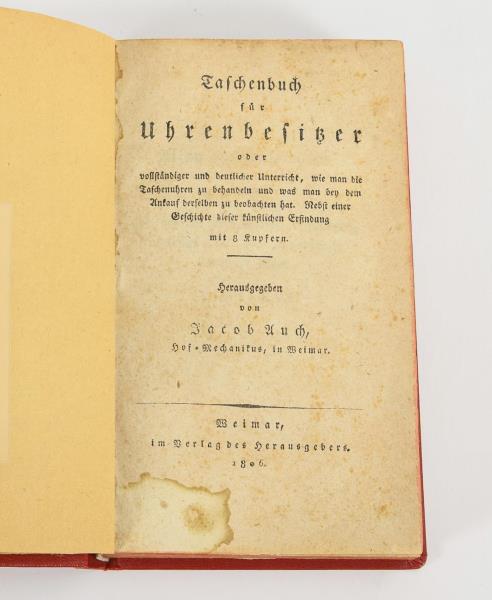 Taschenbuch
für
Uhrenbesitzer
oder
vollständiger und deutlicher Unterricht, wie man die
Taschenuhren zu behandeln und was man bey dem
Ankauf derselben zu beobachten hat. Nebst einer
Geschichte dieser künstlichen Erfindung
mit 8 Kupfern.
Herausgegeben
von
Jacob Auch,
Hof-Mechanikus, in Weimar.
Weimar,
im Verlag des Herausgebers.
1806.